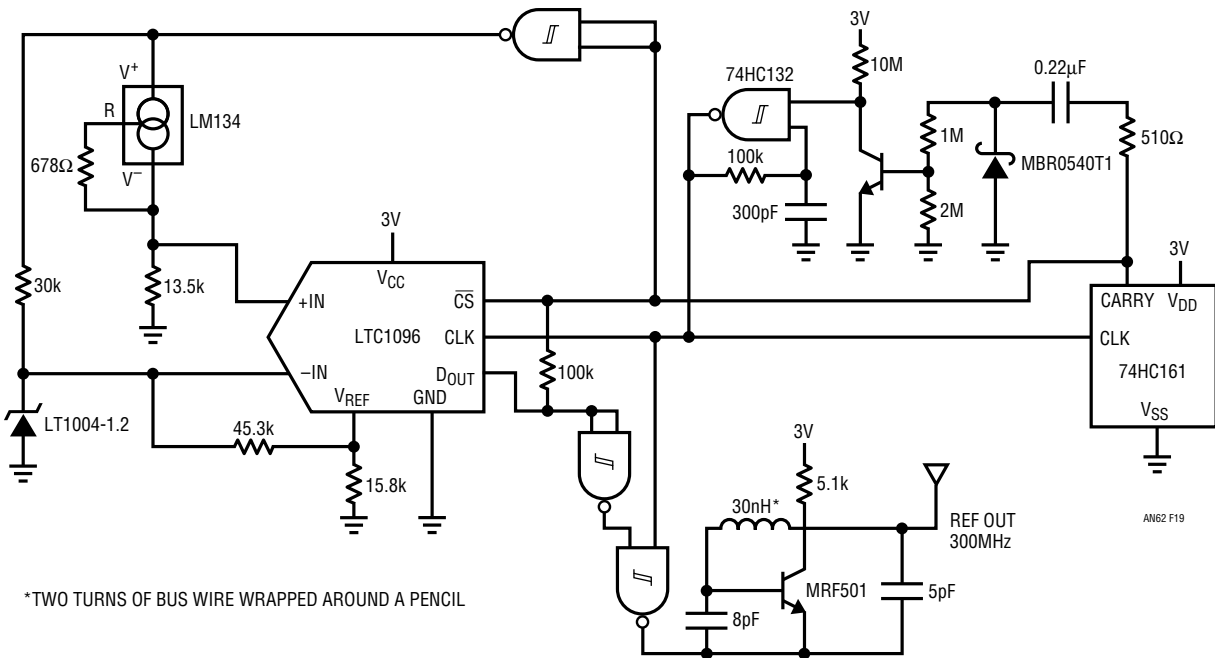 3V
74HC132
10M
0.22µF
V+
R
LM134
678Ω
V−
1M
MBR0540T1
510Ω
100k
300pF
2M
3V
3V
30k
13.5k
+IN
VCC
CS
CARRY
VDD
LTC1096
CLK
CLK
−IN
DOUT
100k
74HC161
VREF
GND
VSS
LT1004-1.2
45.3k
15.8k
3V
5.1k
30nH*
REF OUT
300MHz
AN62 F19
MRF501
5pF
8pF
*TWO TURNS OF BUS WIRE WRAPPED AROUND A PENCIL